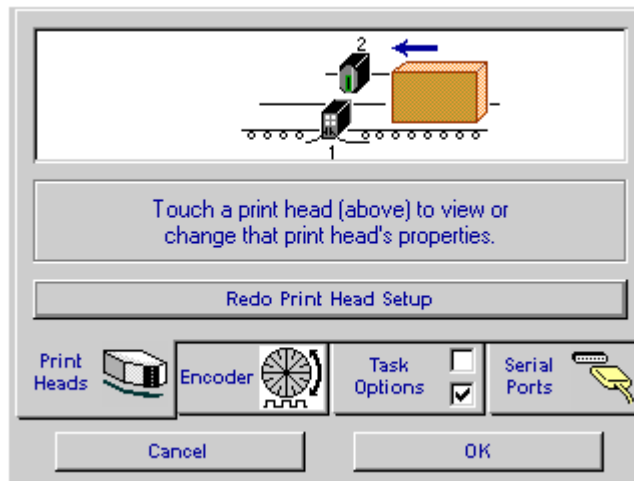 2
1
Touch a print head (above) to view or
change that print head's properties.
Redo Print Head Setup
Print
Heads
Encoder
Task
Options
Serial
Ports
Cancel
OK